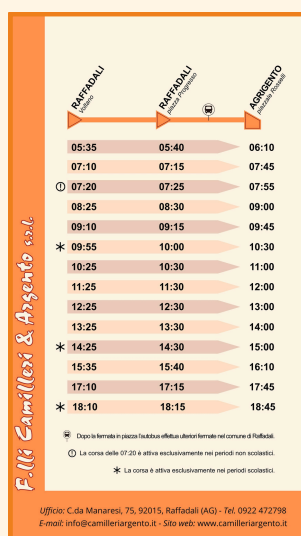 RAFFADALI
Voltano
RAFFADALI
piazza Progresso
AGRIGENTO
piazzale Rosselli
05:35 05:40 06:10
07:10 07:15 07:45
07:20 07:25 07:55
08:25 08:30 09:00
09:10 09:15 09:45
* 09:55 10:00 10:30
10:25 10:30 11:00
11:25 11:30 12:00
12:25 12:30 13:00
13:25 13:30 14:00
* 14:25 14:30 15:00
15:35 15:40 16:10
17:10 17:15 17:45
* 18:10 18:15 18:45
F.lli Camilleri & Argento s.r.l.
Dopo la fermata in piazza l'autobus effettua ulteriori fermate nel comune di Raffadali.
La corsa delle 07:20 è attiva esclusivamente nei periodi non scolastici.
* La corsa è attiva esclusivamente nei periodi scolastici.
Ufficio: C.da Manaresi, 75, 92015, Raffadali (AG) - Tel. 0922 472798
E-mail: info@camilleriargento.it - Sito web: www.camilleriargento.it